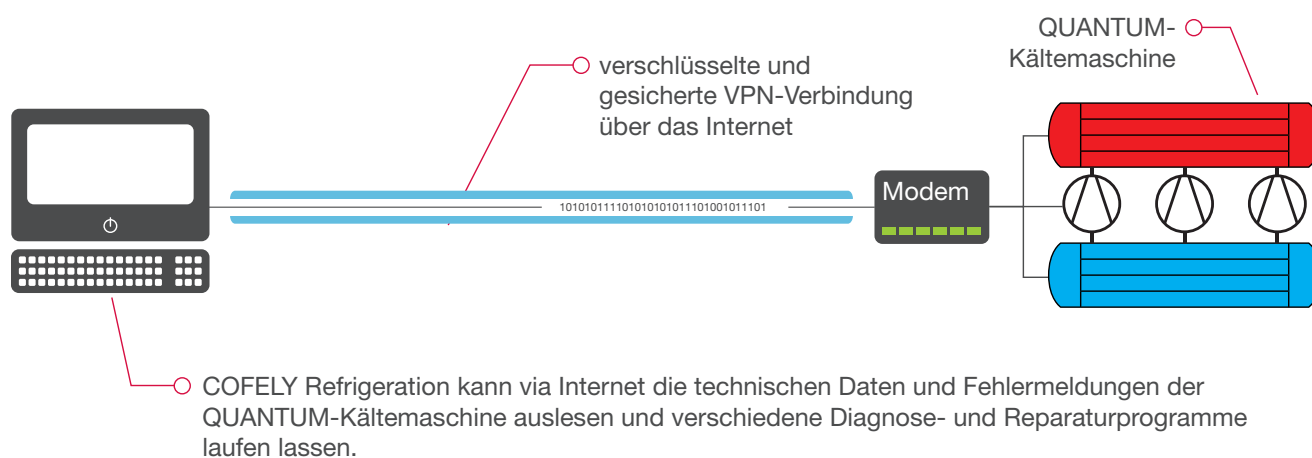 QUANTUM-
Kältemaschine
verschlüsselte und
gesicherte VPN-Verbindung
über das Internet
Modem
1010101111010101010111101001011101
COFELY Refrigeration kann via Internet die technischen Daten und Fehlermeldungen der
QUANTUM-Kältemaschine auslesen und verschiedene Diagnose- und Reparaturprogramme
laufen lassen.